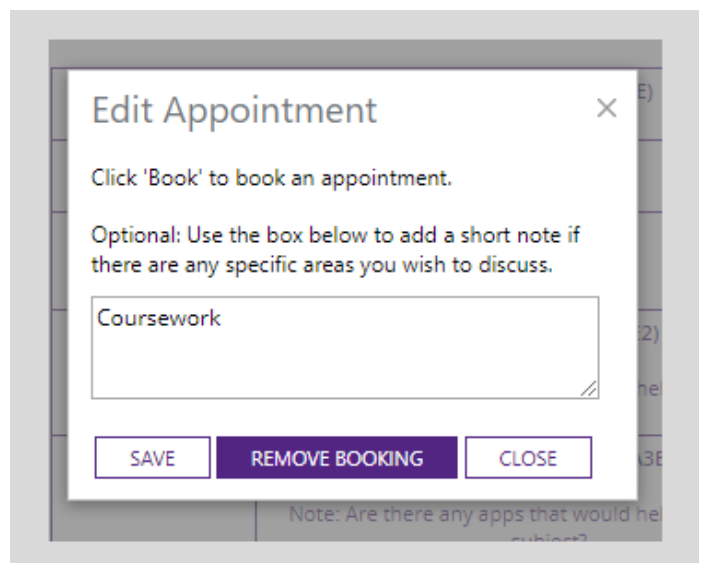 E)
Edit Appointment
Click 'Book' to book an appointment.
Optional: Use the box below to add a short note if
there are any specific areas you wish to discuss.
Coursework
SAVE
REMOVE BOOKING
CLOSE
Note: Are there any apps that would
subject?